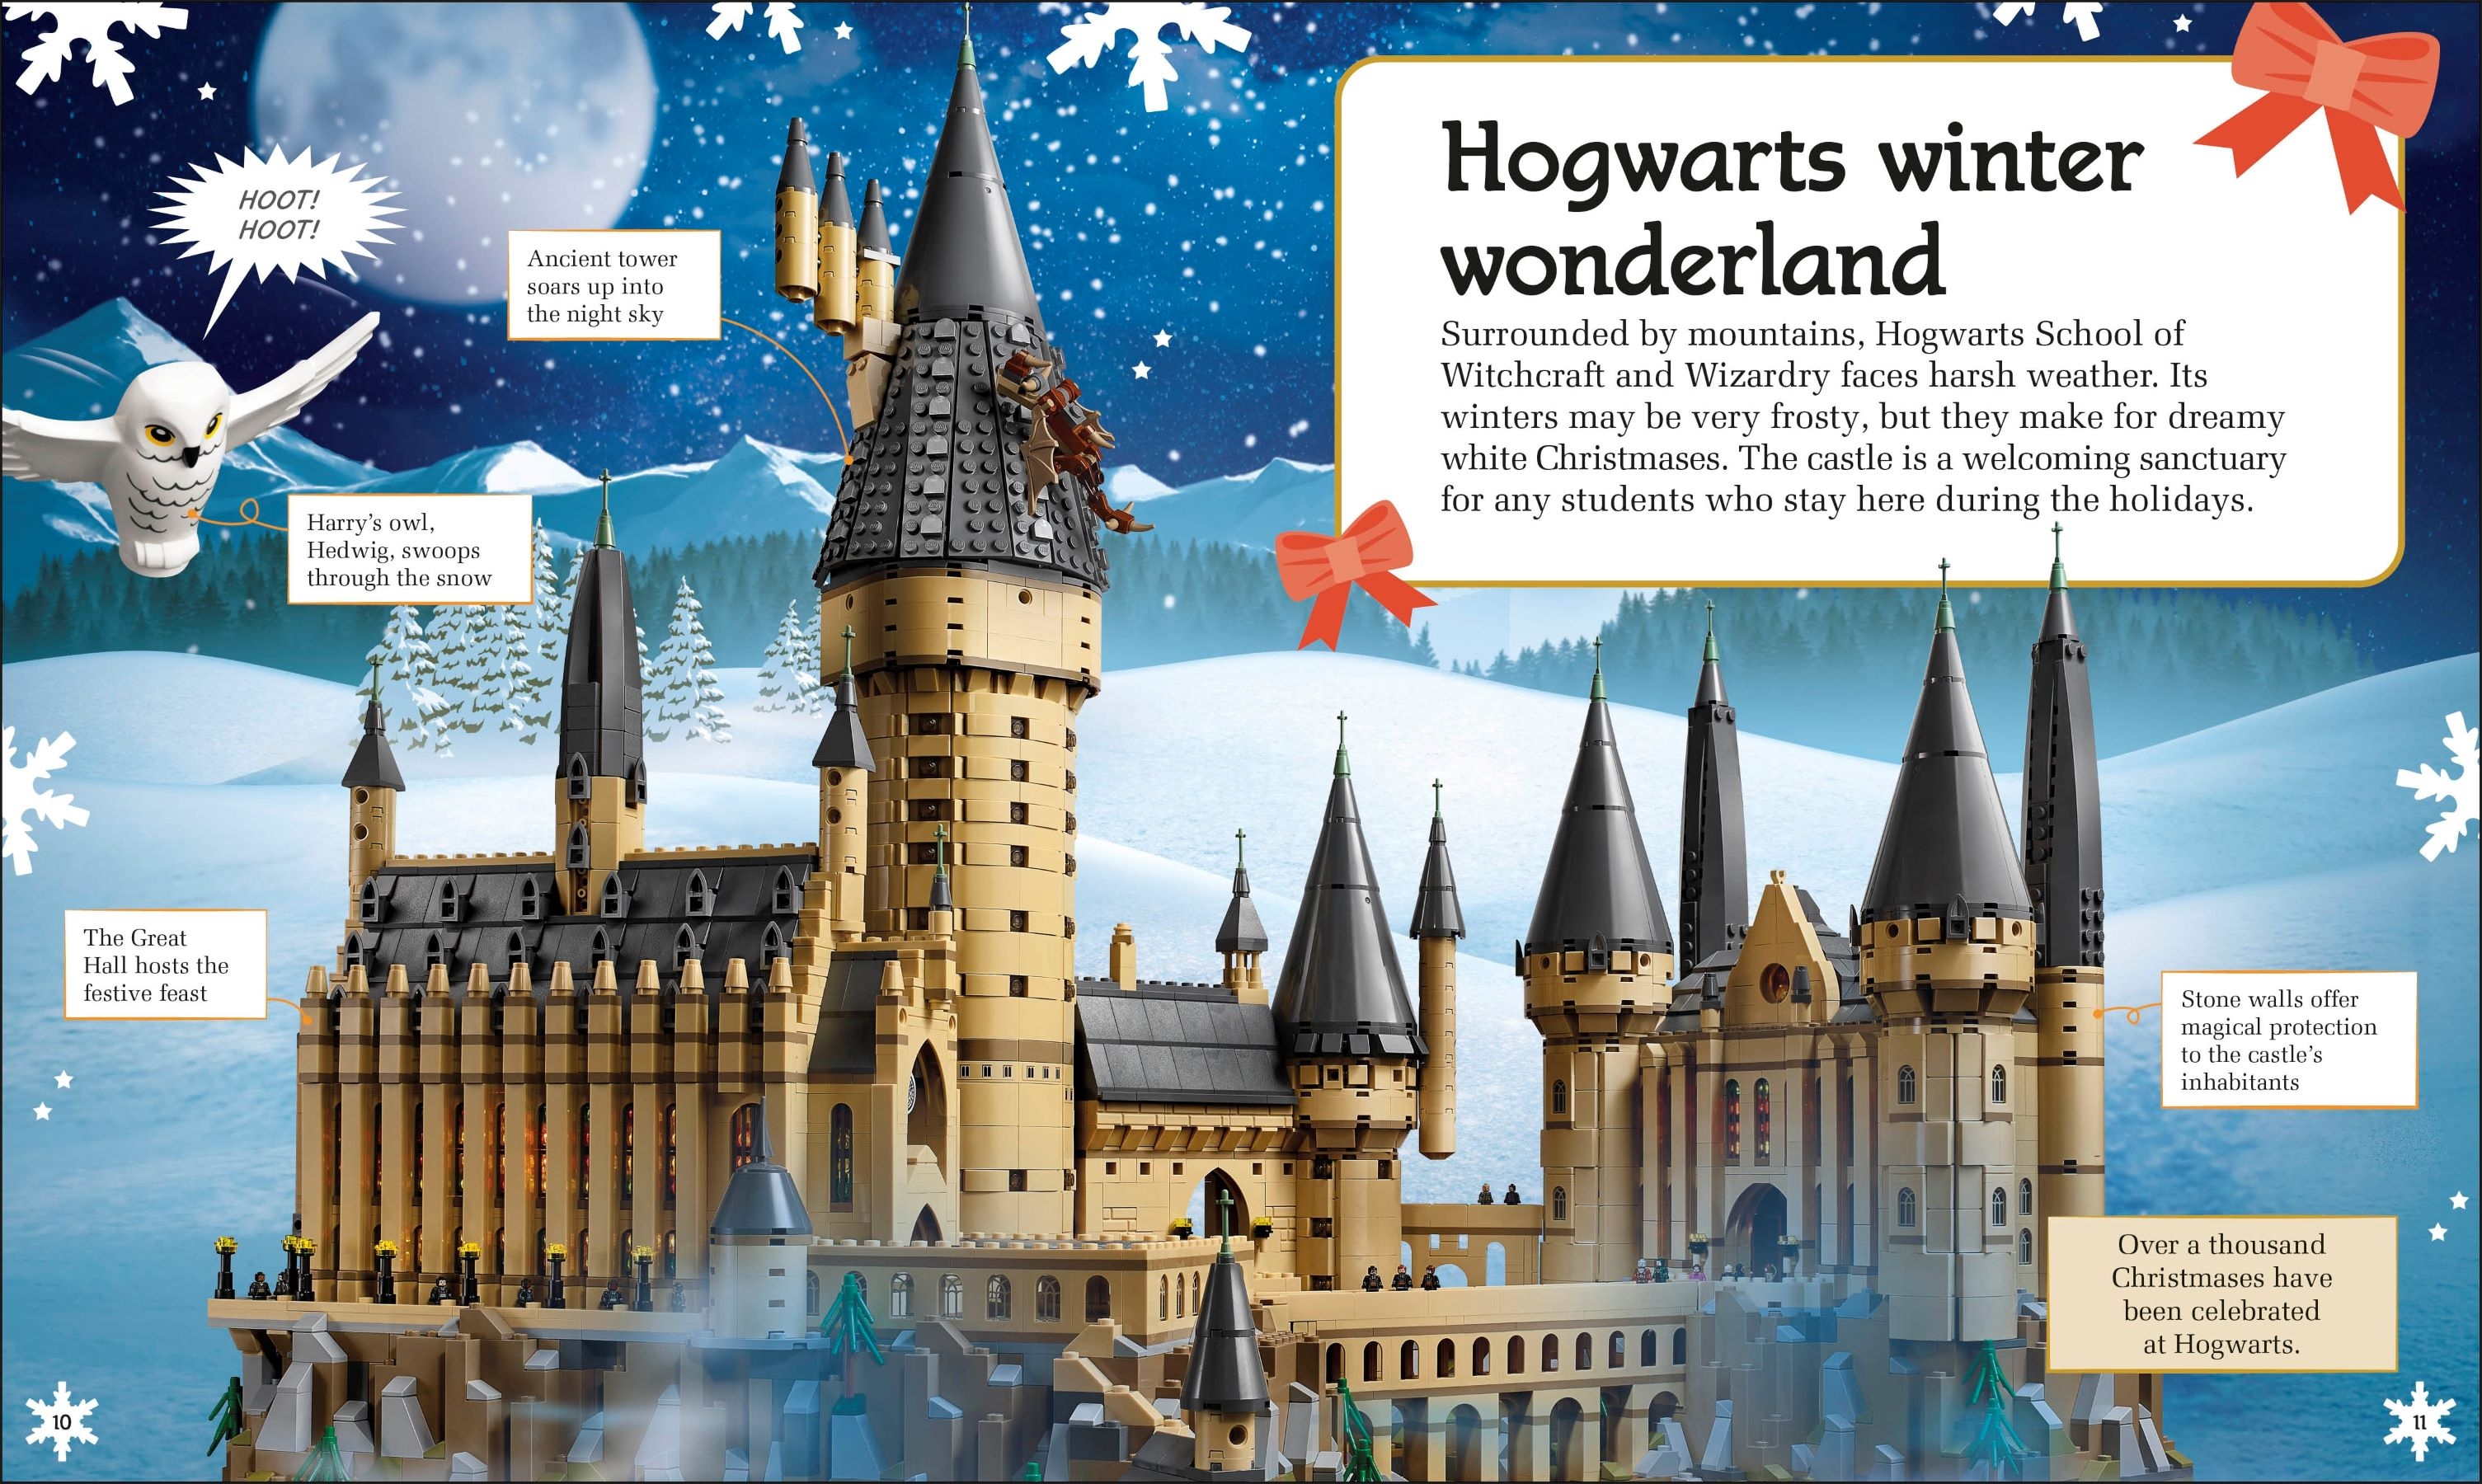 Hogwarts winter
wonderland
Surrounded by mountains, Hogwarts School of
Witchcraft and Wizardry faces harsh weather. Its
winters may be very frosty, but they make for dreamy
white Christmases. The castle is a welcoming sanctuary
for any students who stay here during the holidays.
HOOT!
HOOT!
Ancient tower
soars up into
the night sky
Harry’s owl,
Hedwig, swoops
through the snow
The Great
Hall hosts the
festive feast
Stone walls offer
magical protection
to the castle’s
inhabitants
Over a thousand
Christmases have
been celebrated
at Hogwarts.
10
11